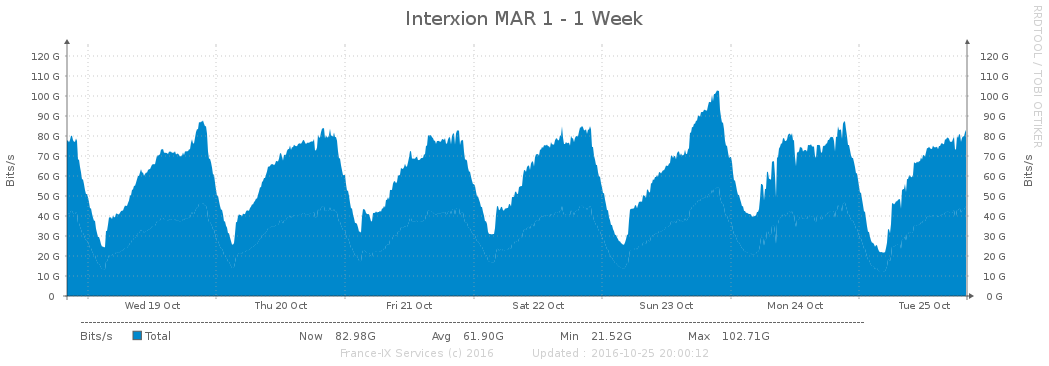 Interxion MAR 1 - 1 Week
RRDTOOL / TOBI OETIKER
Bits/s
120 G 120 G
110 G 110 G
100 G 100 G
90 G 90 G
80 G 80 G
70 G 70 G
60 G 60 G
50 G 50 G
40 G 40 G
30 G 30 G
20 G 20 G
10 G 10 G
0 0 G
Bits/s
Wed 19 Oct Thu 20 Oct Fri 21 Oct Sat 22 Oct Sun 23 Oct Mon 24 Oct Tue 25 Oct
Bits/s Total Now 82.98G Avg 61.90G Min 21.52G Max 102.71G
France-IX Services (c) 2016 Updated : 2016-10-25 20:00:12